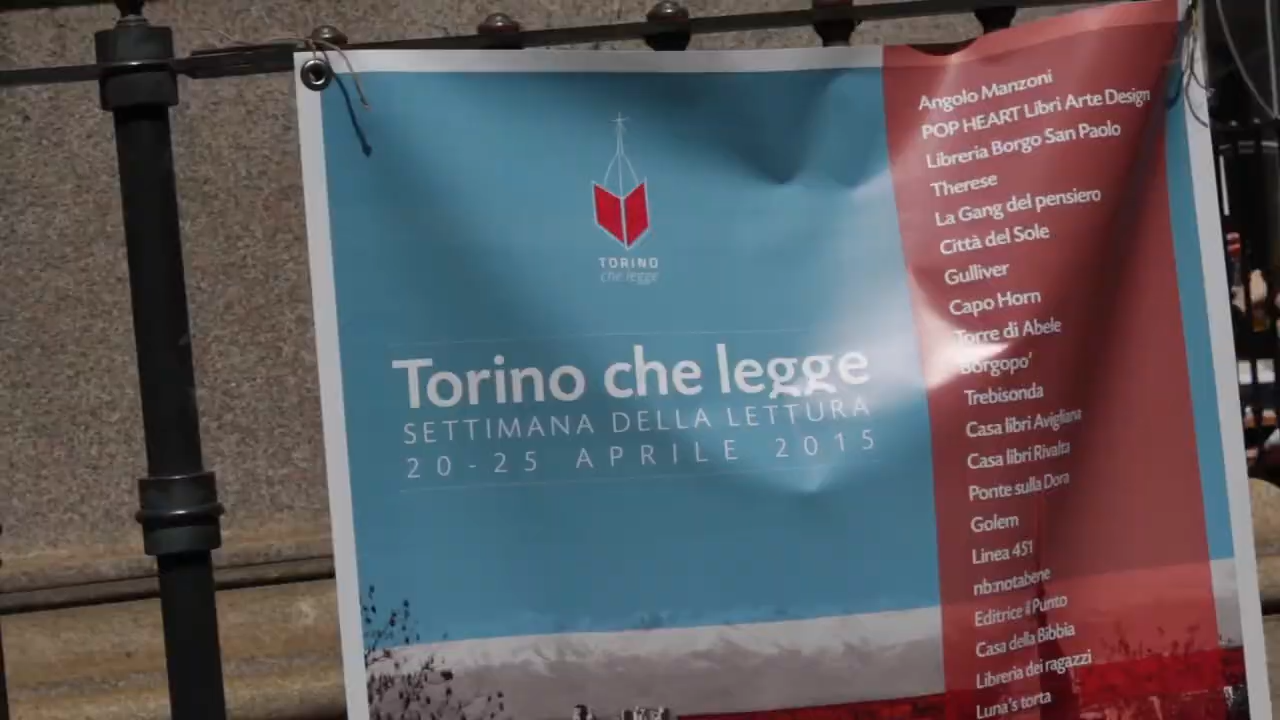 TORINO
che legge
Torino che legge
SETTIMANA DELLA LETTURA
20-25 APRILE 2015
Angolo Manzoni
POP HEART Libri Arte Design
Libreria Borgo San Paolo
Therese
La Gang del pensiero
Città del Sole
Gulliver
Capo Horn
Torre di Abele
Borgopo'
Trebisonda
Casa libri Avigliana
Casa libri Rivalta
Ponte sulla Dora
Golem
Linea 451
nb:notabene
Editrice il Punto
Casa della Bibbia
Libreria dei ragazzi
Luna's torta